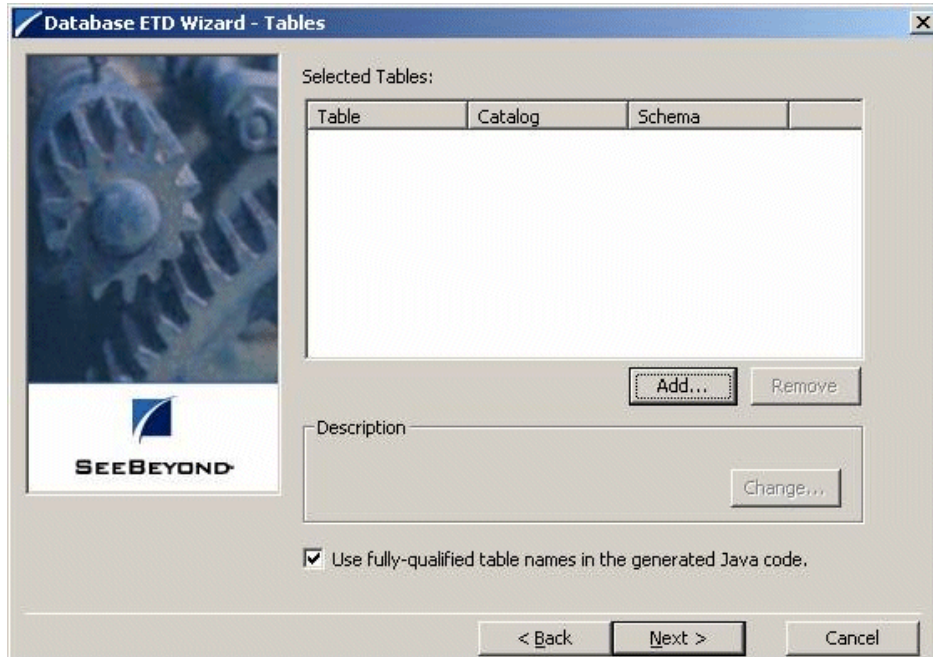 Database ETD Wizard - Tables
Selected Tables:
Table Catalog Schema
Add... Remove
SEEBEYOND
Description
Change...
Use fully-qualified table names in the generated Java code.
< Back Next > Cancel